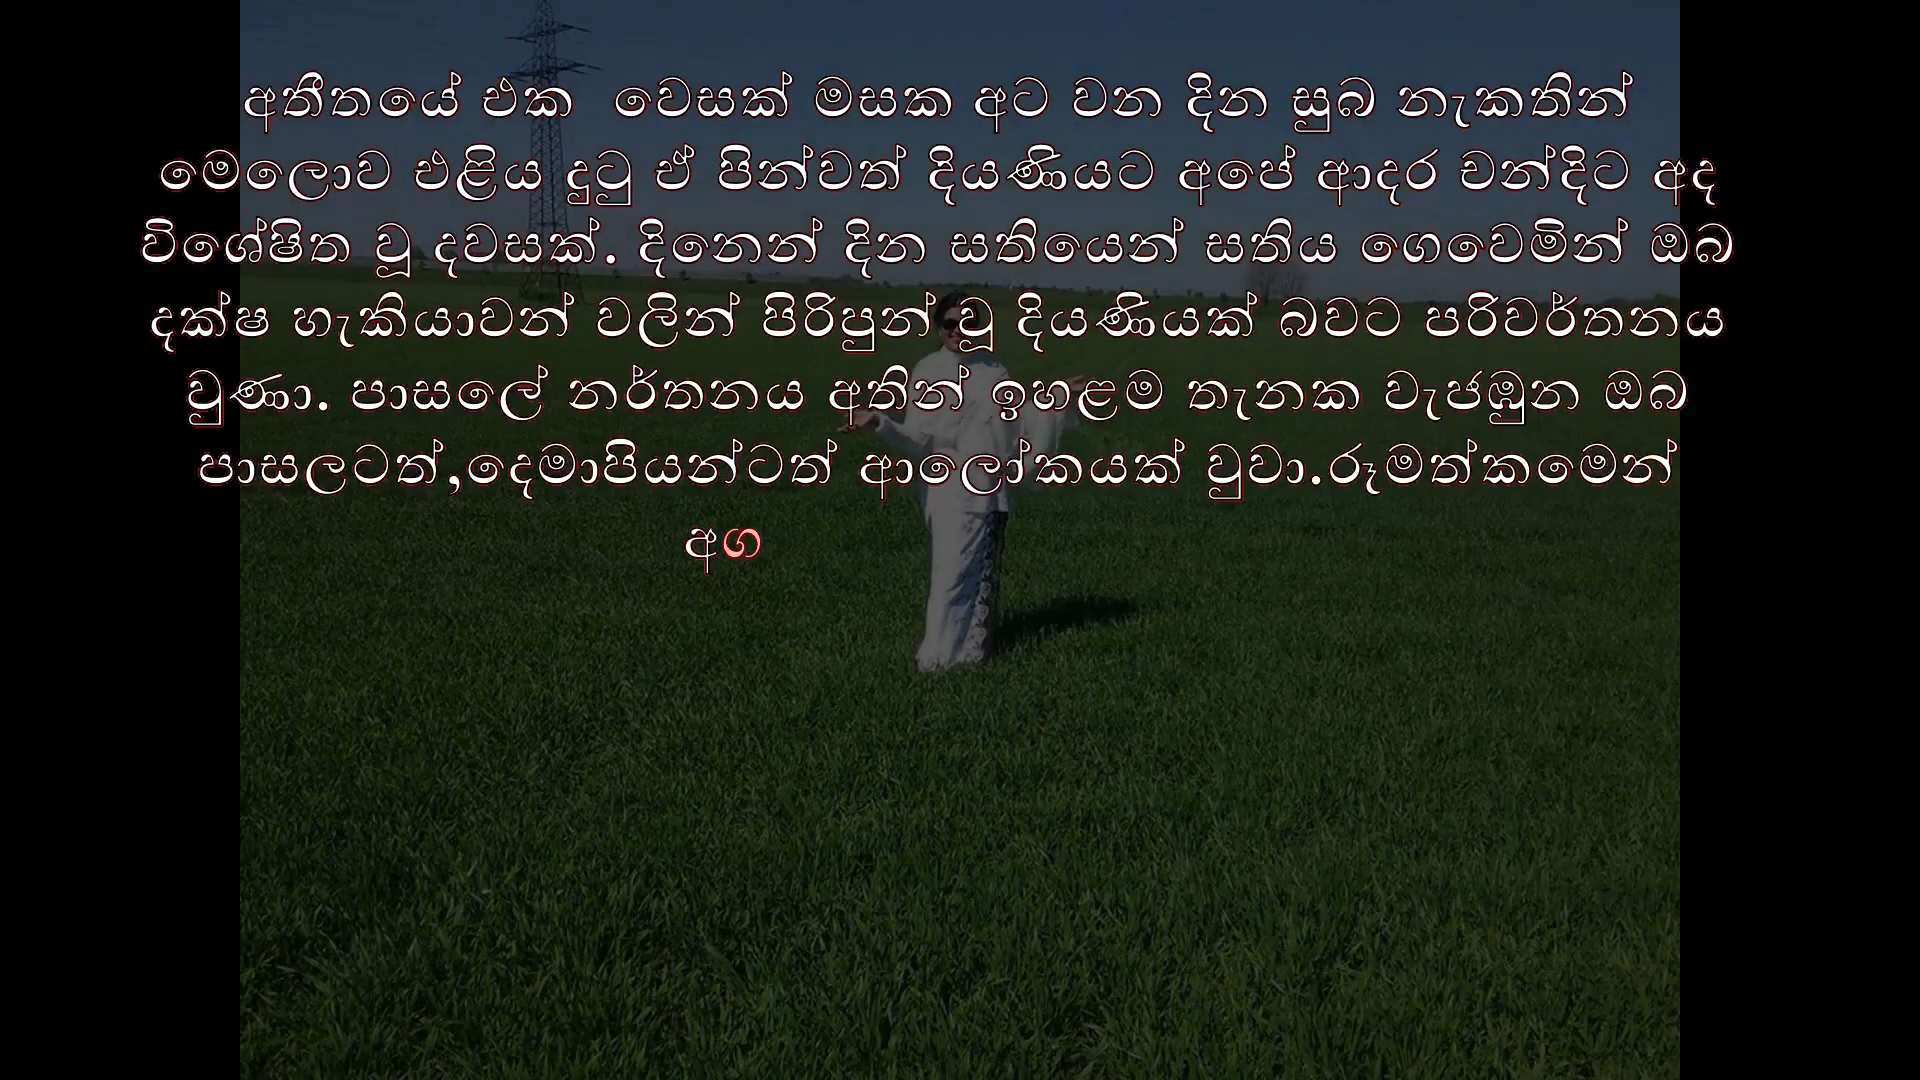 අතීතයේ එක වෙසක් මසක අට වන දින සුබ නැකතින්
මෙලොව එළිය දුටු ඒ පින්වත් දියණියට අපේ ආදර චන්දිට අද
විශේෂිත වූ දවසක්. දිනෙන් දින සතියෙන් සතිය ගෙවෙමින් ඔබ
දක්ෂ හැකියාවන් වලින් පිරිපුන් වූ දියණියක් බවට පරිවර්තනය
වුණා. පාසලේ නර්තනය අතින් ඉහළම තැනක වැජඹුන ඔබ
පාසලටත්,දෙමාපියන්ටත් ආලෝකයක් වුවා.රූමත්කමෙන්
අග